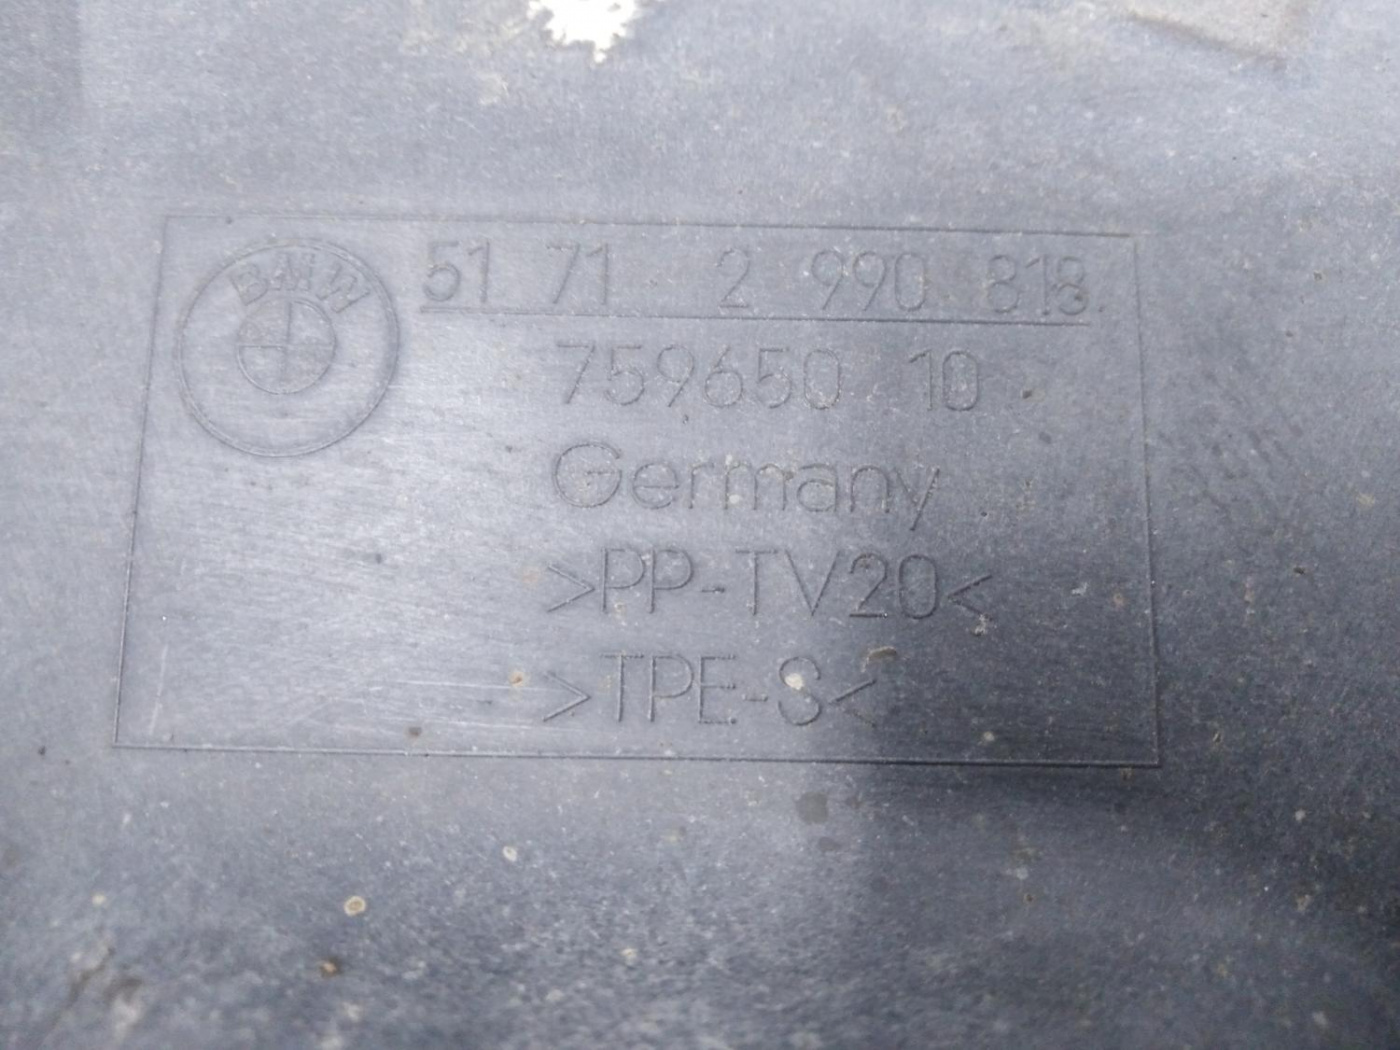 BMW
51 71 2 990 818
759650 10
Germany
>PP-TV20<
>TPE-S<